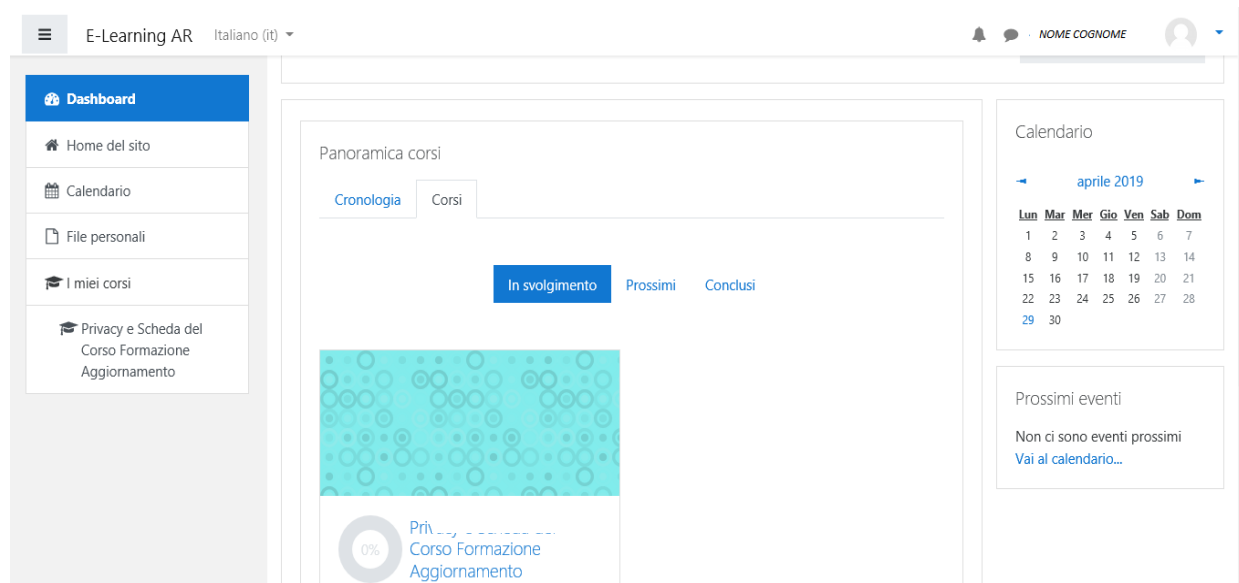 E-Learning AR Italiano (it)
NOME COGNOME
Dashboard
Home del sito
Calendario
File personali
I miei corsi
Privacy e Scheda del
Corso Formazione
Aggiornamento
Panoramica corsi
Cronologia Corsi
In svolgimento Prossimi Conclusi
0%
Corso Formazione
Aggiornamento
Calendario
aprile 2019
Lun Mar Mer Gio Ven Sab Dom
1 2 3 4 5 6 7
8 9 10 11 12 13 14
15 16 17 18 19 20 21
22 23 24 25 26 27 28
29 30
Prossimi eventi
Non ci sono eventi prossimi
Vai al calendario...